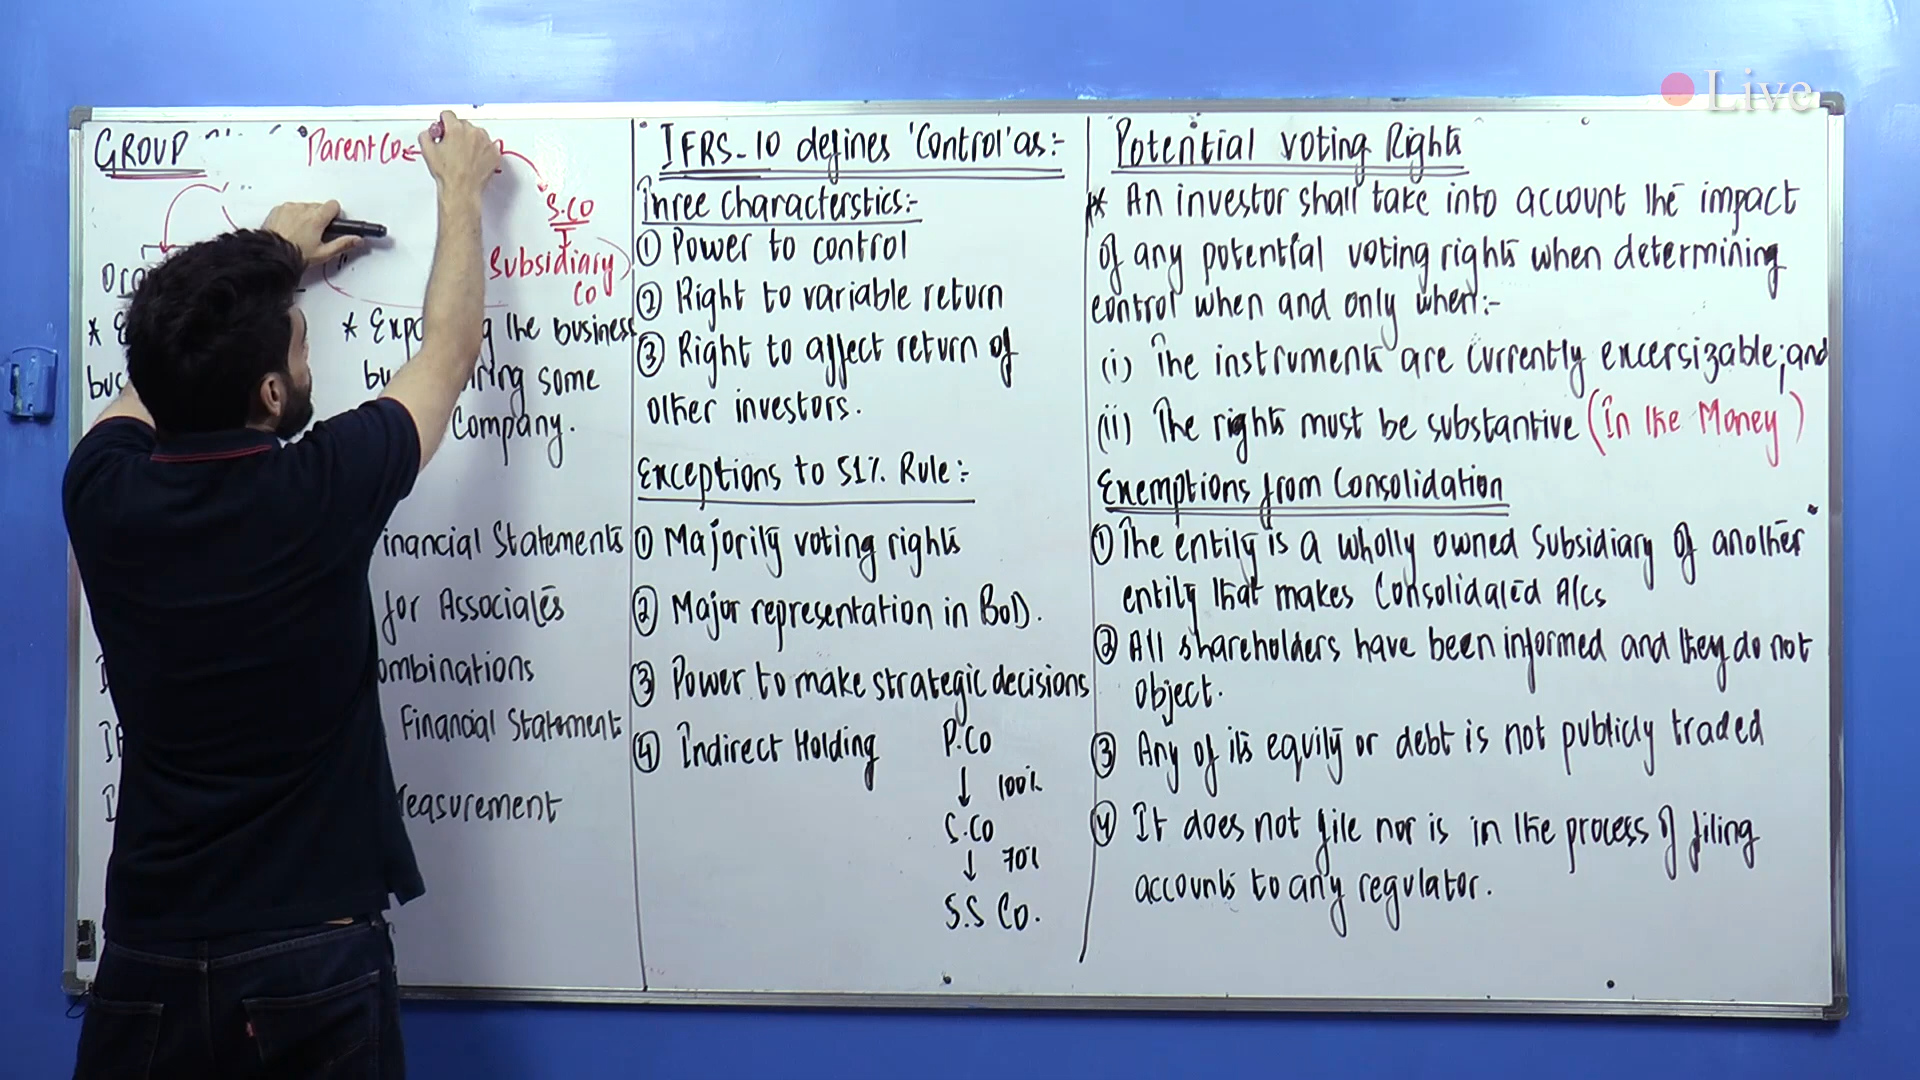 Live
GROUP
Parent Co
S.CO
Subsidiary
Co
* the business
some
Company.
Financial Statements
for Associates
ombinations
Financial Statement
Measurement
IFRS-10 defines 'Control' as:-
Three Characterstics:-
① Power to control
② Right to variable return
③ Right to affect return of
other investors.
Exceptions to 51% Rule:-
① Majority voting rights
② Major representation in BoD.
③ Power to make strategic decisions
④ Indirect Holding
P.Co
↓ 100%
S.Co
↓ 70%
S.S Co.
Potential Voting Rights
* An investor shall take into account the impact
of any potential voting rights when determining
control when and only when:-
(i) The instruments are currently excersizable; and
(ii) The rights must be substantive (In the Money)
Exemptions from Consolidation
① The entity is a wholly owned subsidiary of another
entity that makes Consolidated A/cs
② All shareholders have been informed and they do not
object.
③ Any of its equity or debt is not publicly traded
④ It does not file nor is in the process of filing
accounts to any regulator.